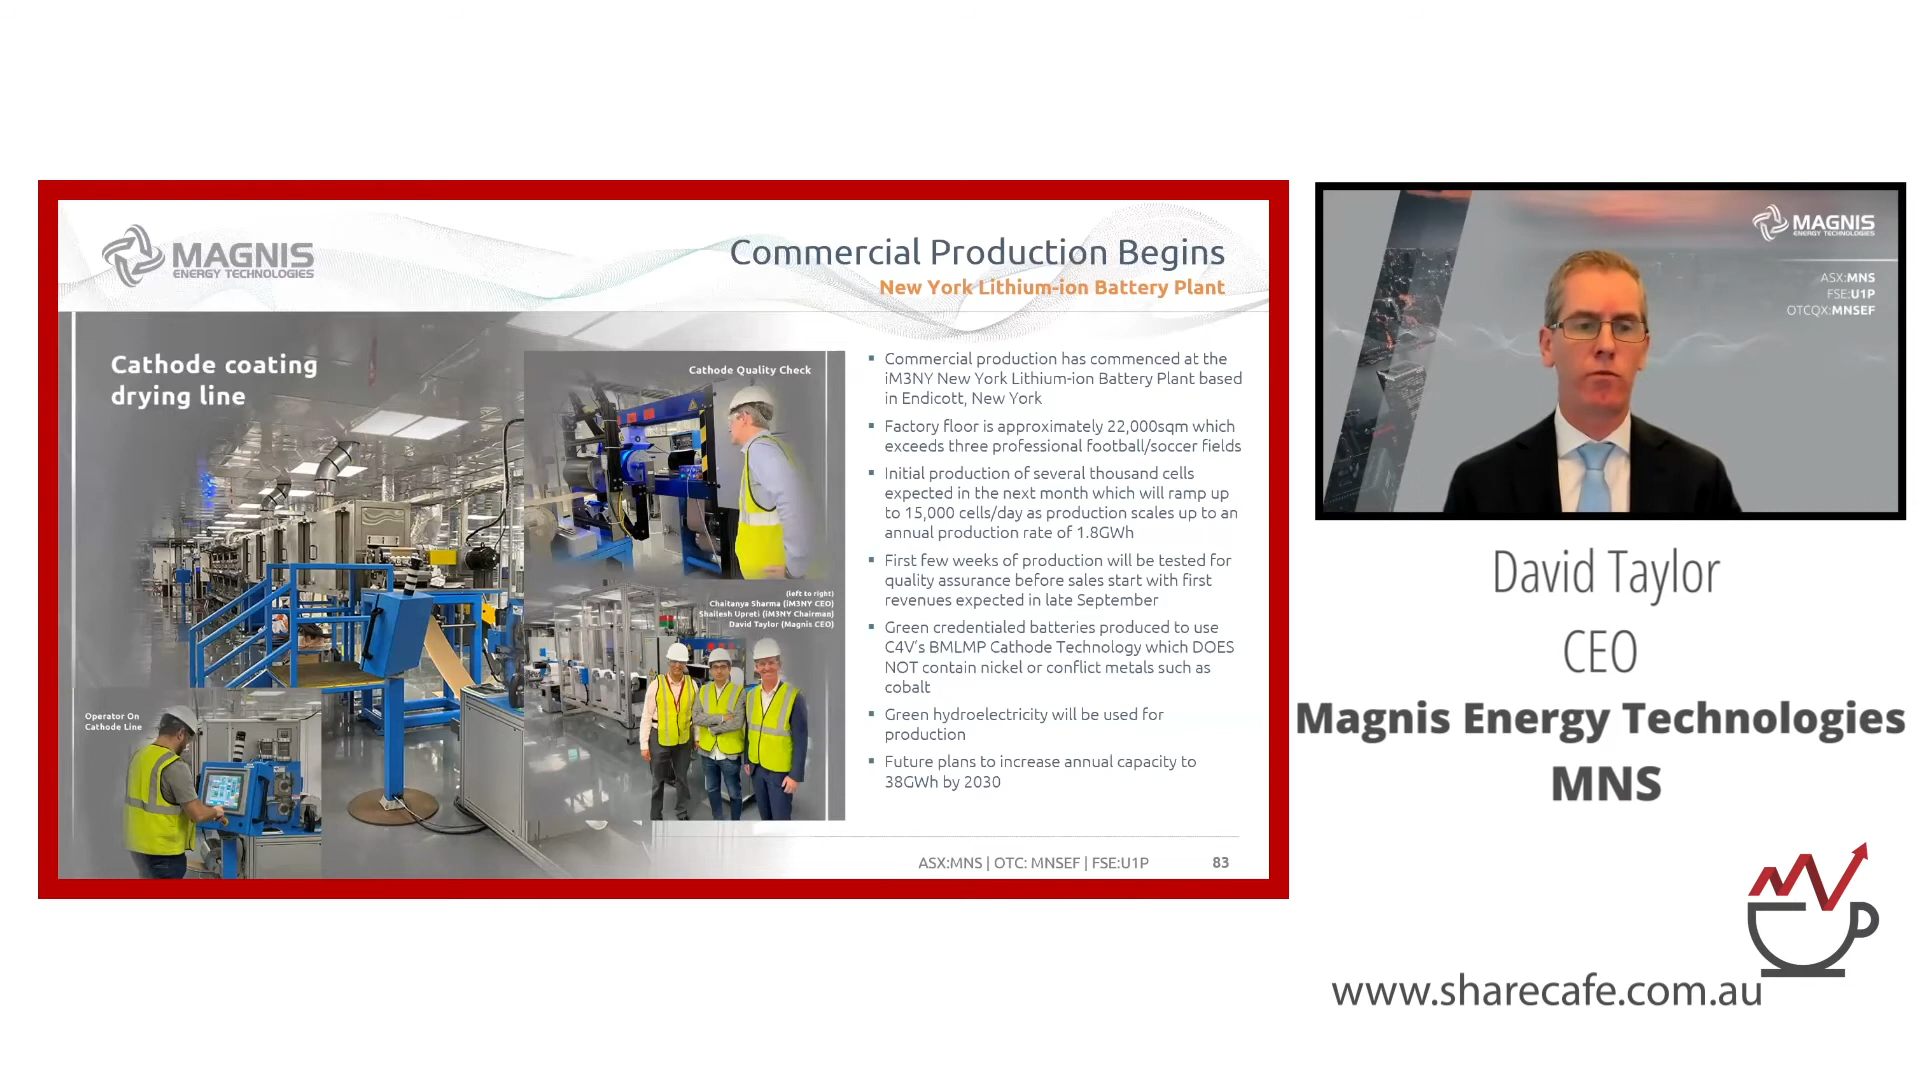 MAGNIS
ENERGY TECHNOLOGIES
Commercial Production Begins
New York Lithium-ion Battery Plant
Cathode coating
drying line
Cathode Quality Check
(left to right)
Chaitanya Sharma (iM3NY CEO)
Shailesh Upreti (iM3NY Chairman)
David Taylor (Magnis CEO)
Operator On
Cathode Line
▪ Commercial production has commenced at the
iM3NY New York Lithium-ion Battery Plant based
in Endicott, New York
▪ Factory floor is approximately 22,000sqm which
exceeds three professional football/soccer fields
▪ Initial production of several thousand cells
expected in the next month which will ramp up
to 15,000 cells/day as production scales up to an
annual production rate of 1.8GWh
▪ First few weeks of production will be tested for
quality assurance before sales start with first
revenues expected in late September
▪ Green credentialed batteries produced to use
C4V's BMLMP Cathode Technology which DOES
NOT contain nickel or conflict metals such as
cobalt
▪ Green hydroelectricity will be used for
production
▪ Future plans to increase annual capacity to
38GWh by 2030
ASX:MNS | OTC: MNSEF | FSE:U1P
83
MAGNIS
ENERGY TECHNOLOGIES
ASX:MNS
FSE:U1P
OTCQX:MNSEF
David Taylor
CEO
Magnis Energy Technologies
MNS
www.sharecafe.com.au